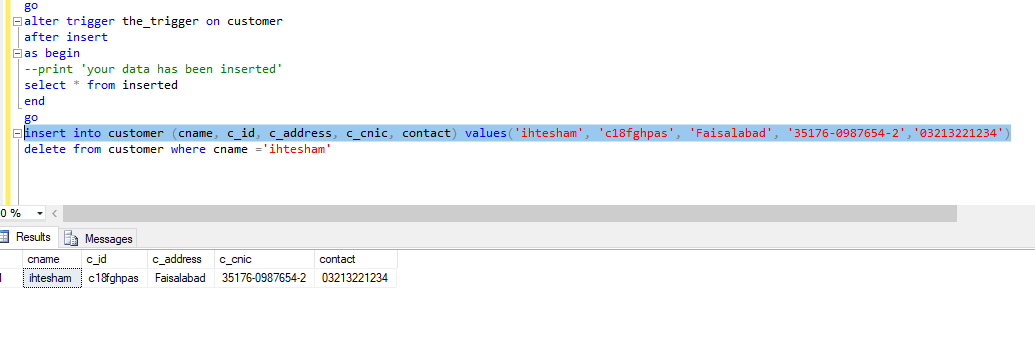 go
alter trigger the_trigger on customer
after insert
as begin
--print 'your data has been inserted'
select * from inserted
end
go
insert into customer (cname, c_id, c_address, c_cnic, contact) values('ihtesham', 'c18fghpas', 'Faisalabad', '35176-0987654-2','03213221234')
delete from customer where cname ='ihtesham'
0 %
Results Messages
cname c_id c_address c_cnic contact
ihtesham c18fghpas Faisalabad 35176-0987654-2 03213221234